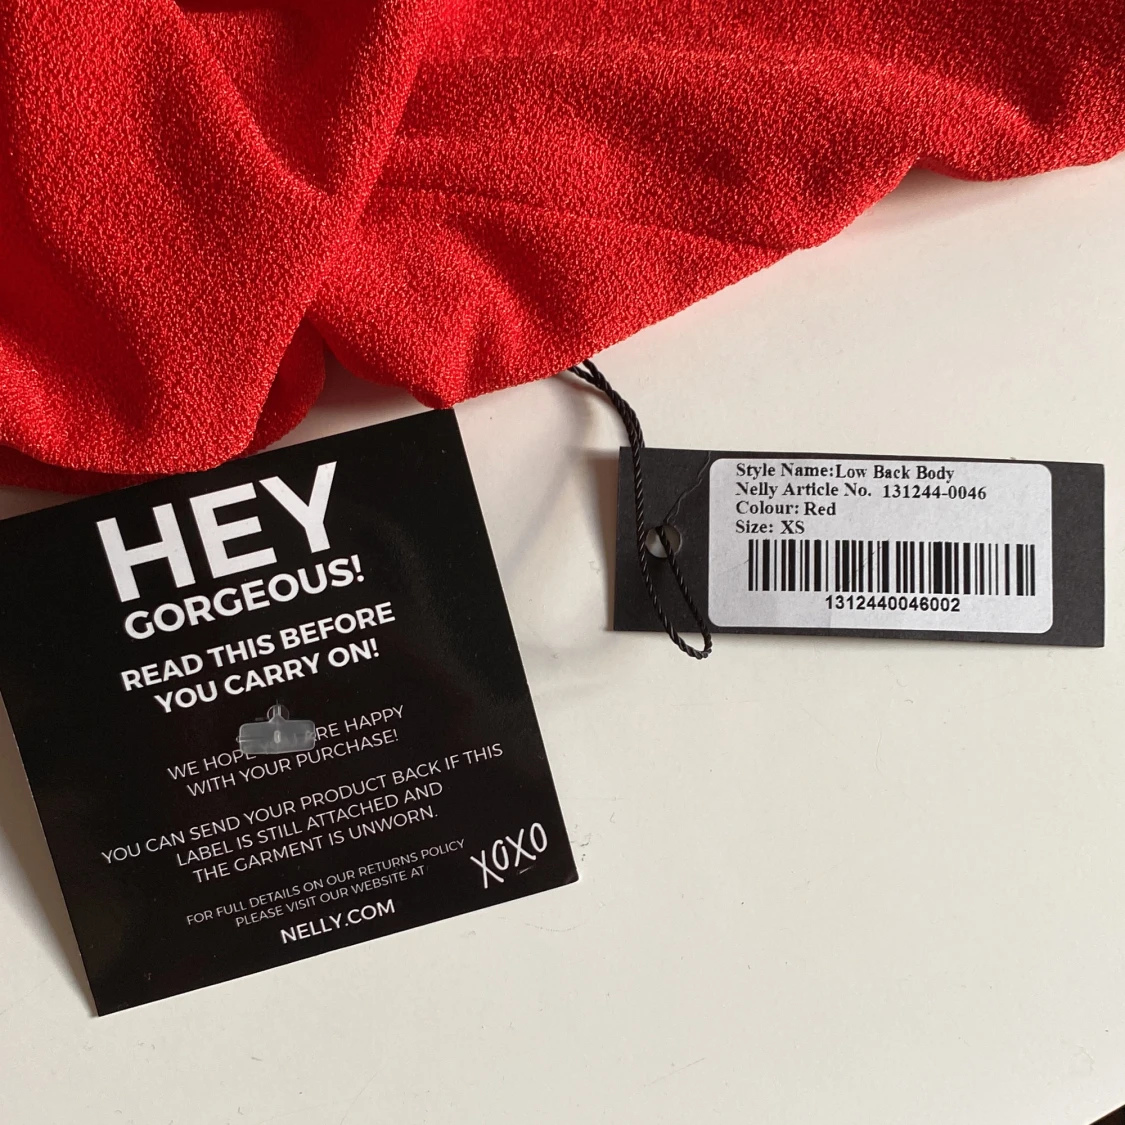 HEY
GORGEOUS!
READ THIS BEFORE
YOU CARRY ON!
WE HOPE ARE HAPPY
WITH YOUR PURCHASE!
YOU CAN SEND YOUR PRODUCT BACK IF THIS
LABEL IS STILL ATTACHED AND
THE GARMENT IS UNWORN.
FOR FULL DETAILS ON OUR RETURNS POLICY
PLEASE VISIT OUR WEBSITE AT
NELLY.COM
XOXO
Style Name:Low Back Body
Nelly Article No. 131244-0046
Colour: Red
Size: XS
1312440046002